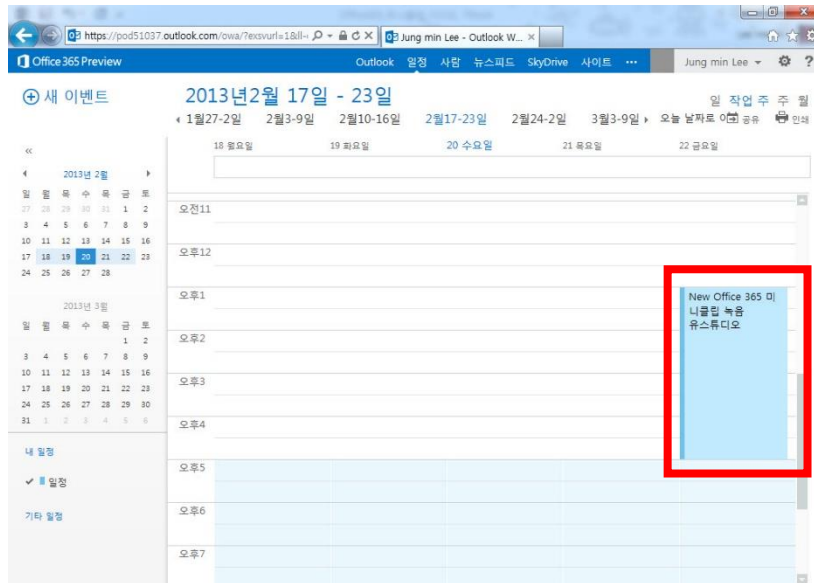 https://pod51037.outlook.com/owa/?exsvurl=1&ll-
Jung min Lee - Outlook W...
Office 365 Preview
Outlook 일정 사람 뉴스피드 SkyDrive 사이트 ··· Jung min Lee ?
새 이벤트
2013년2월 17일 - 23일
일 작업 주 주 월
1월27-2일 2월3-9일 2월10-16일 2월17-23일 2월24-2일 3월3-9일 오늘 날짜로 이 공유 인쇄
18 월요일 19 화요일 20 수요일 21 목요일 22 금요일
«
2013년 2월
일 월 목 수 목 금 토
27 28 29 30 31 1 2
3 4 5 6 7 8 9
10 11 12 13 14 15 16
17 18 19 20 21 22 23
24 25 26 27 28
2013년 3월
일 월 목 수 목 금 토
1 2
3 4 5 6 7 8 9
10 11 12 13 14 15 16
17 18 19 20 21 22 23
24 25 26 27 28 29 30
31 1 2 3 4 5 6
내 일정
일정
기타 일정
오전11
오후12
오후1
오후2
오후3
오후4
오후5
오후6
오후7
New Office 365 미
니클립 녹음
유스튜디오